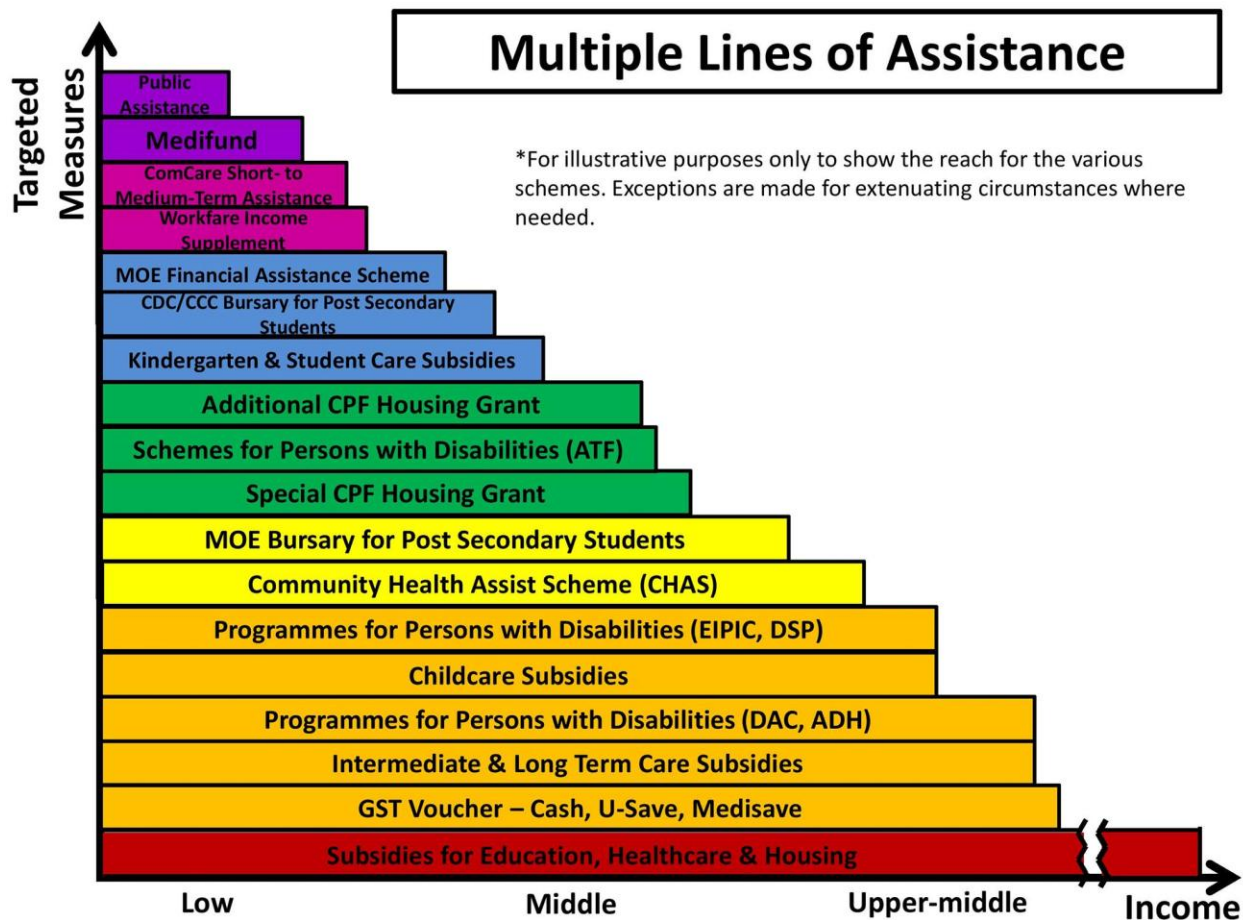 Multiple Lines of Assistance
Targeted
Measures
*For illustrative purposes only to show the reach for the various
schemes. Exceptions are made for extenuating circumstances where
needed.
Public
Assistance
Medifund
ComCare Short- to
Medium-Term Assistance
Workfare Income
Supplement
MOE Financial Assistance Scheme
CDC/CCC Bursary for Post Secondary
Students
Kindergarten & Student Care Subsidies
Additional CPF Housing Grant
Schemes for Persons with Disabilities (ATF)
Special CPF Housing Grant
MOE Bursary for Post Secondary Students
Community Health Assist Scheme (CHAS)
Programmes for Persons with Disabilities (EIPIC, DSP)
Childcare Subsidies
Programmes for Persons with Disabilities (DAC, ADH)
Intermediate & Long Term Care Subsidies
GST Voucher – Cash, U-Save, Medisave
Subsidies for Education, Healthcare & Housing
Low Middle Upper-middle Income